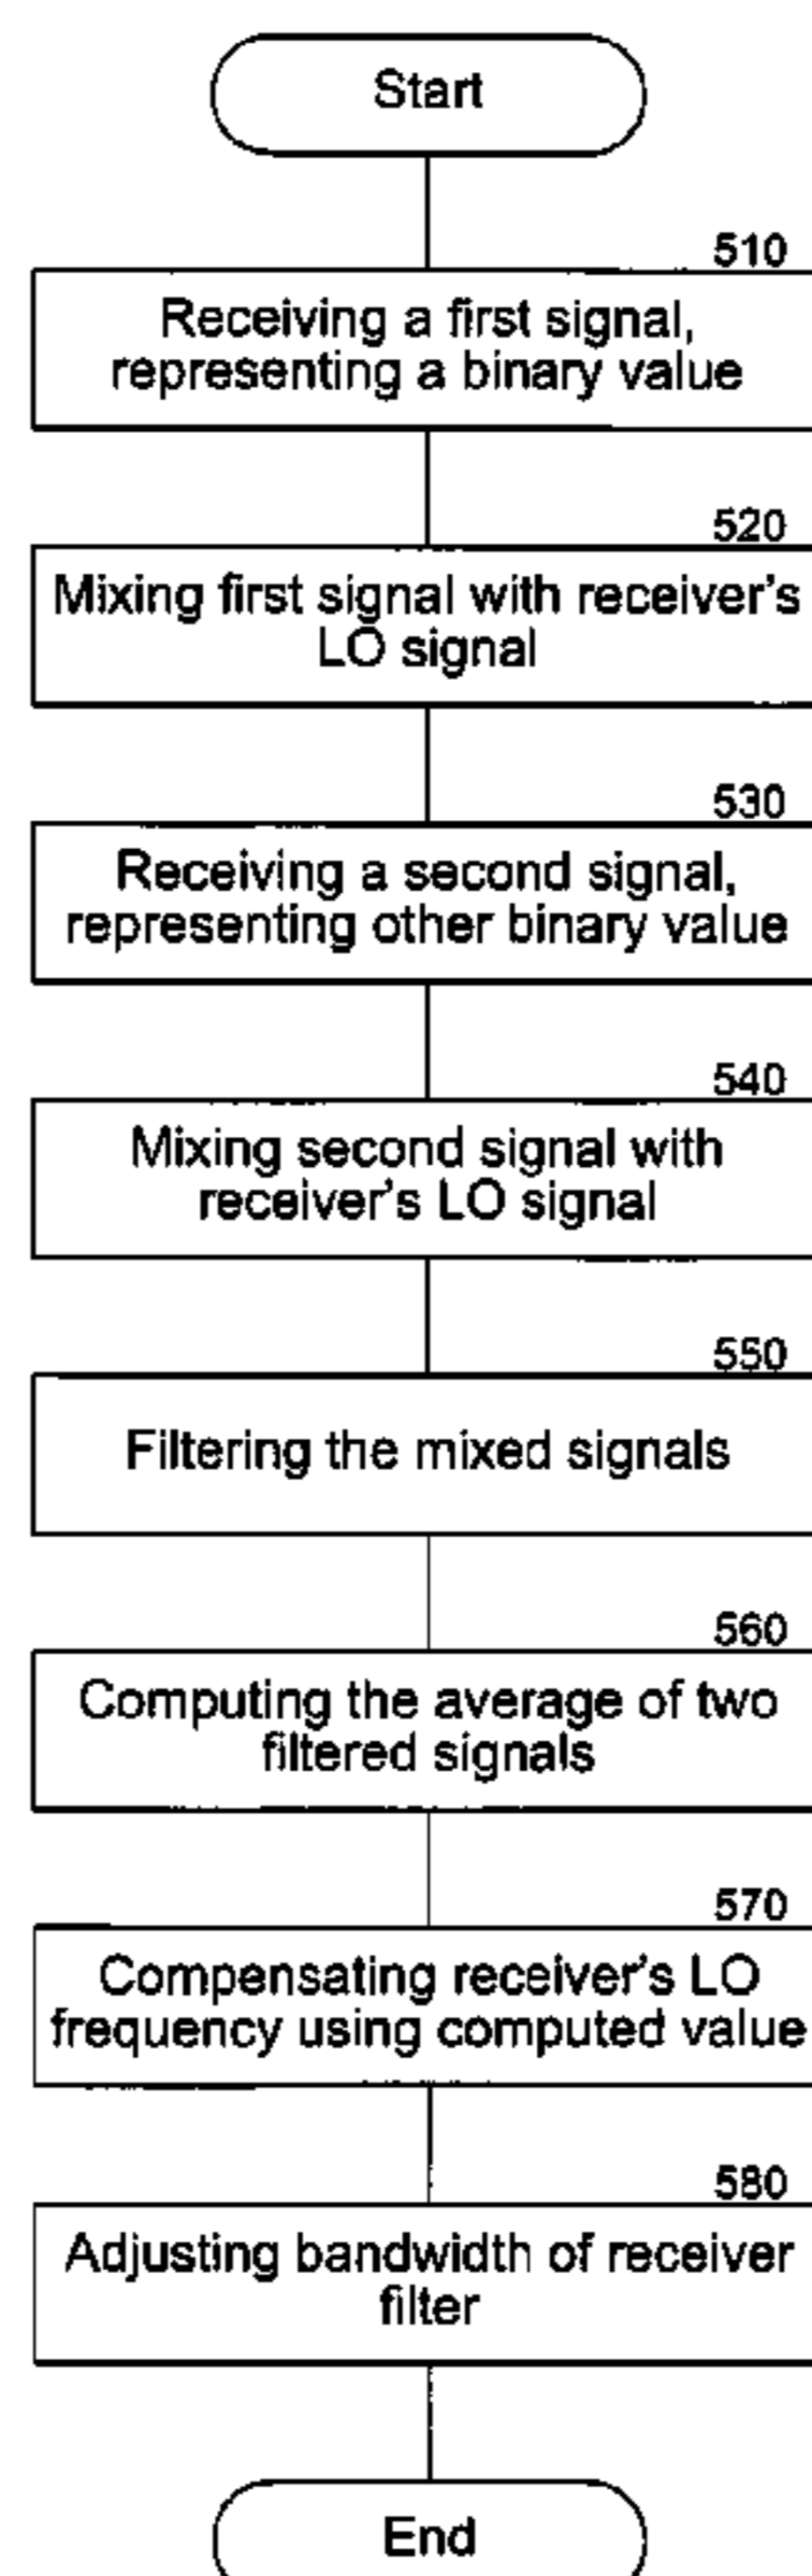 Start
510
Receiving a first signal,
representing a binary value
520
Mixing first signal with receiver's
LO signal
530
Receiving a second signal,
representing other binary value
540
Mixing second signal with
receiver's LO signal
550
Filtering the mixed signals
560
Computing the average of two
filtered signals
570
Compensating receiver's LO
frequency using computed value
580
Adjusting bandwidth of receiver
filter
End